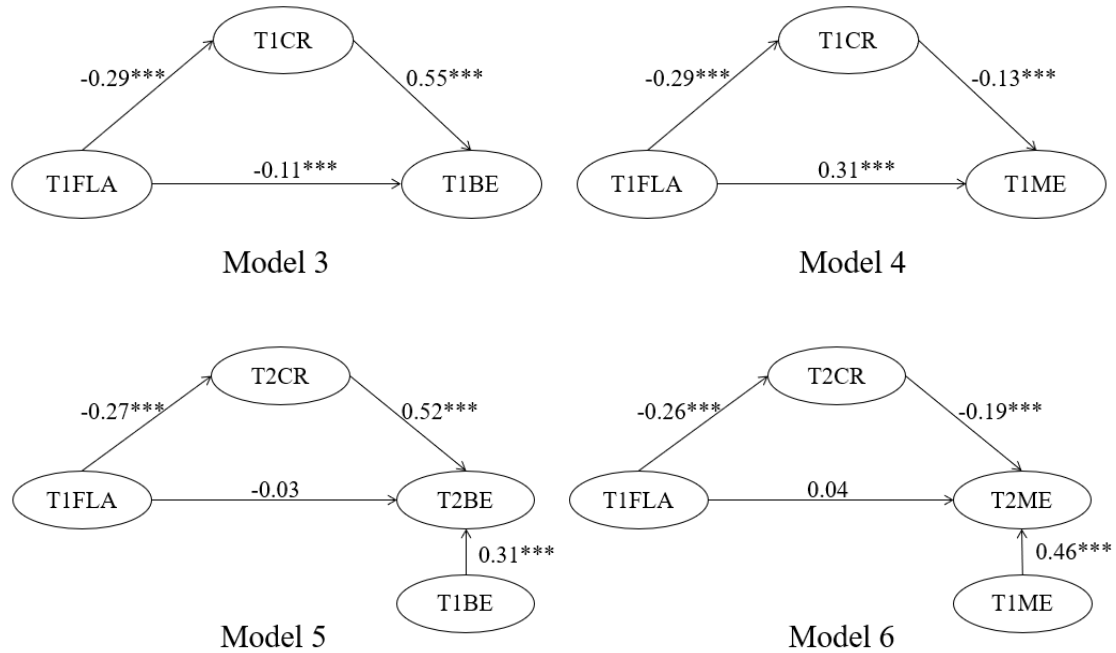 T1CR
-0.29***
0.55***
T1FLA
-0.11***
T1BE
Model 3
T1CR
-0.29***
-0.13***
T1FLA
0.31***
T1ME
Model 4
T2CR
-0.27***
0.52***
T1FLA
-0.03
T2BE
0.31***
T1BE
Model 5
T2CR
-0.26***
-0.19***
T1FLA
0.04
T2ME
0.46***
T1ME
Model 6